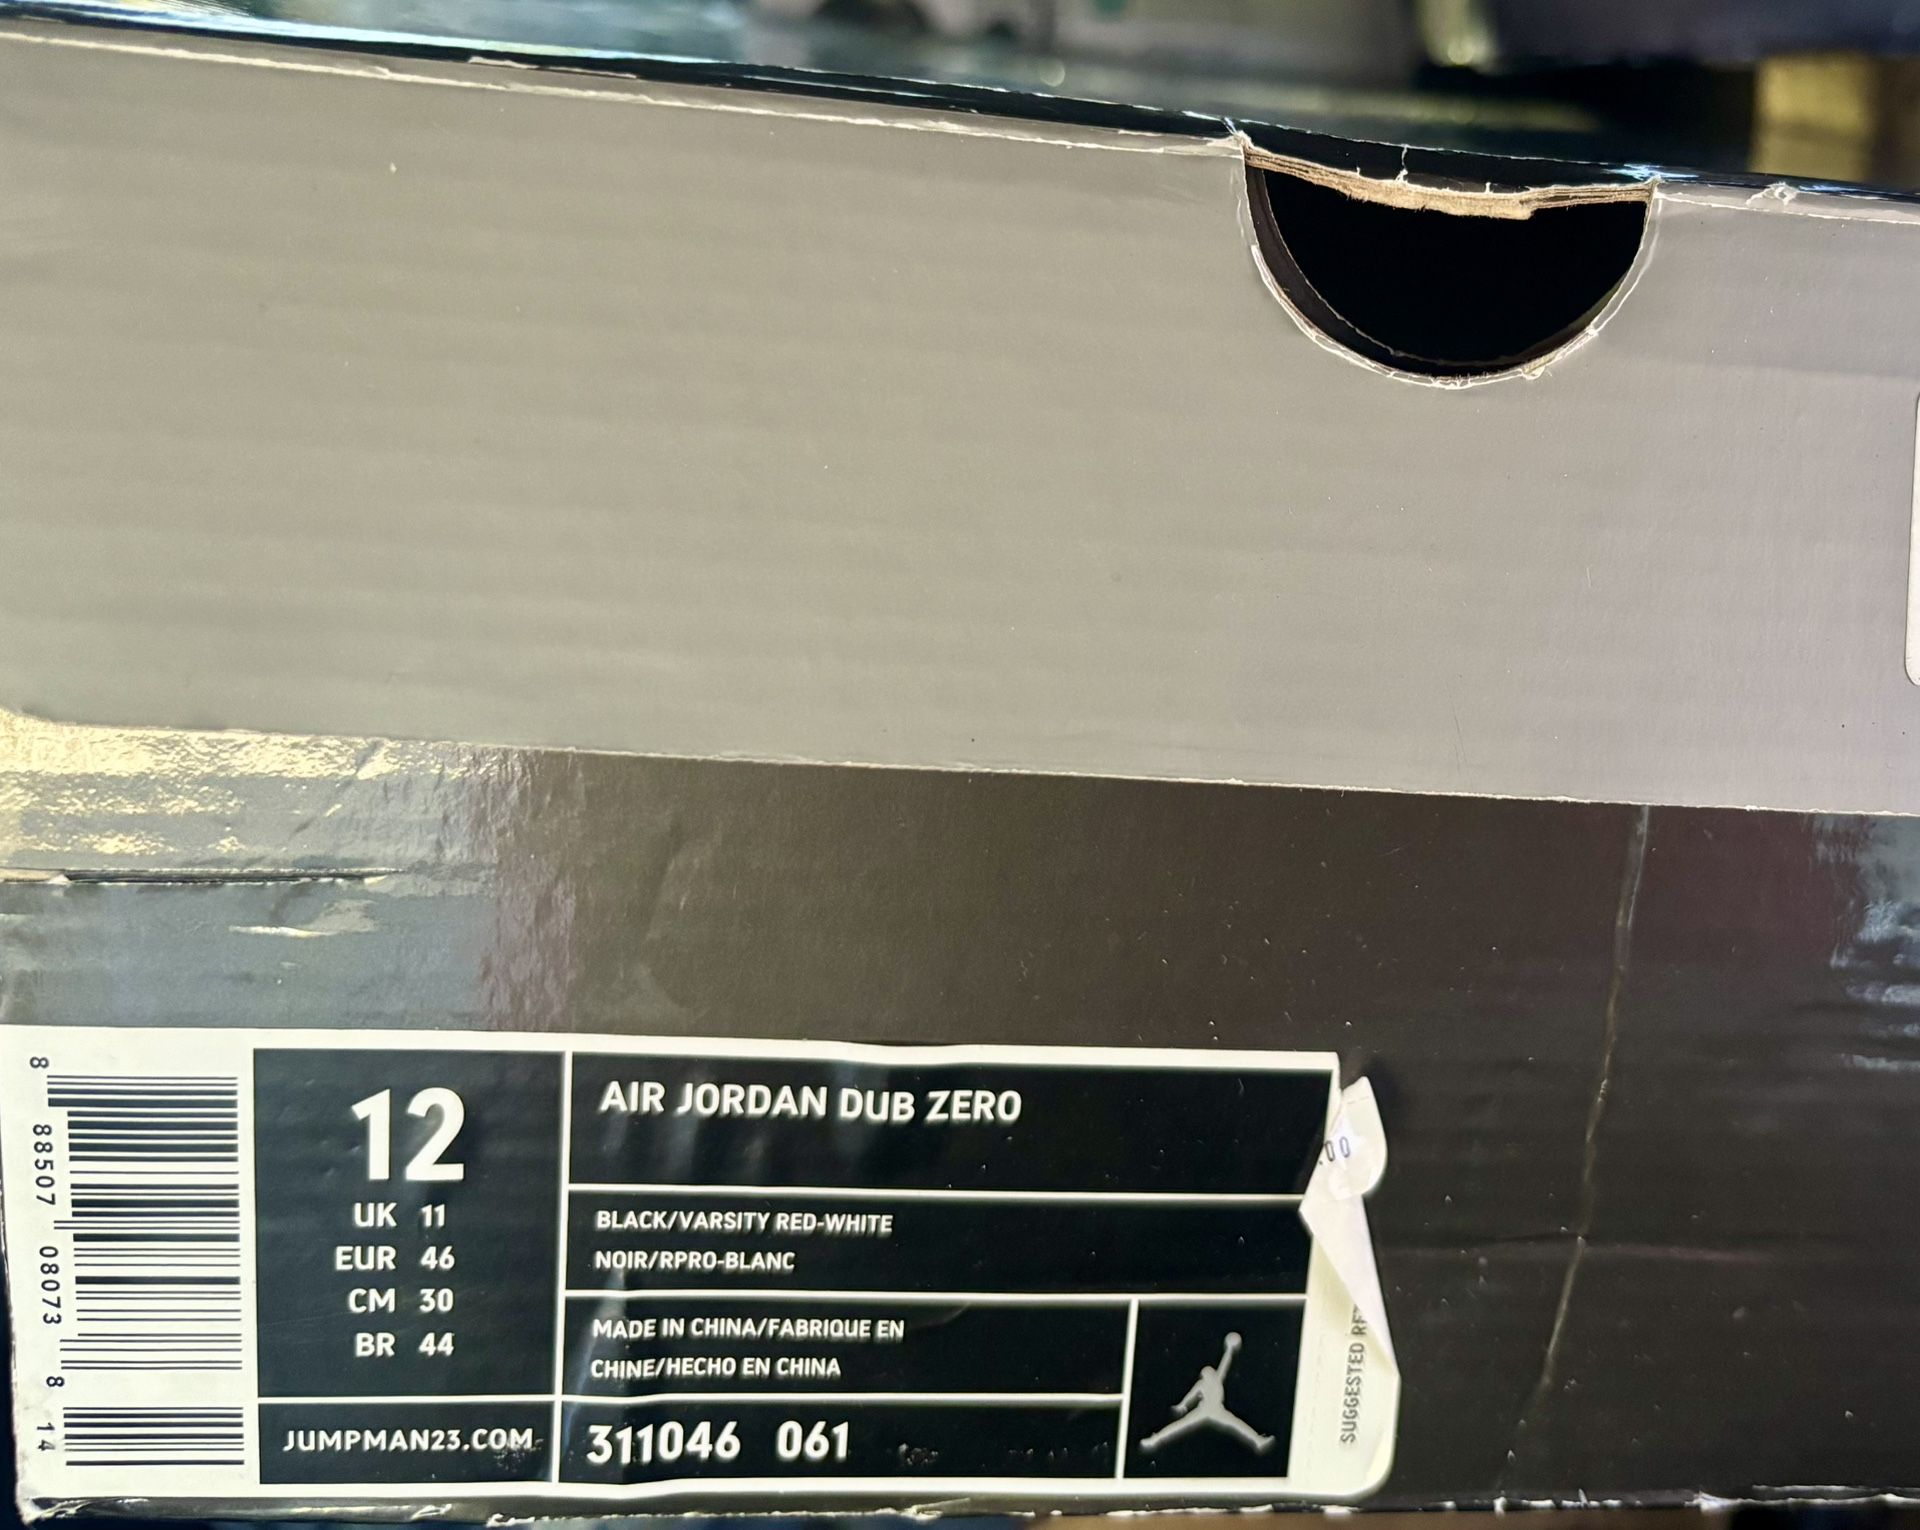 8 88507 08073 8 14
12
UK 11
EUR 46
CM 30
BR 44
JUMPMAN23.COM
AIR JORDAN DUB ZERO
BLACK/VARSITY RED-WHITE
NOIR/RPRO-BLANC
MADE IN CHINA/FABRIQUE EN
CHINE/HECHO EN CHINA
311046 061
.00
SUGGESTED